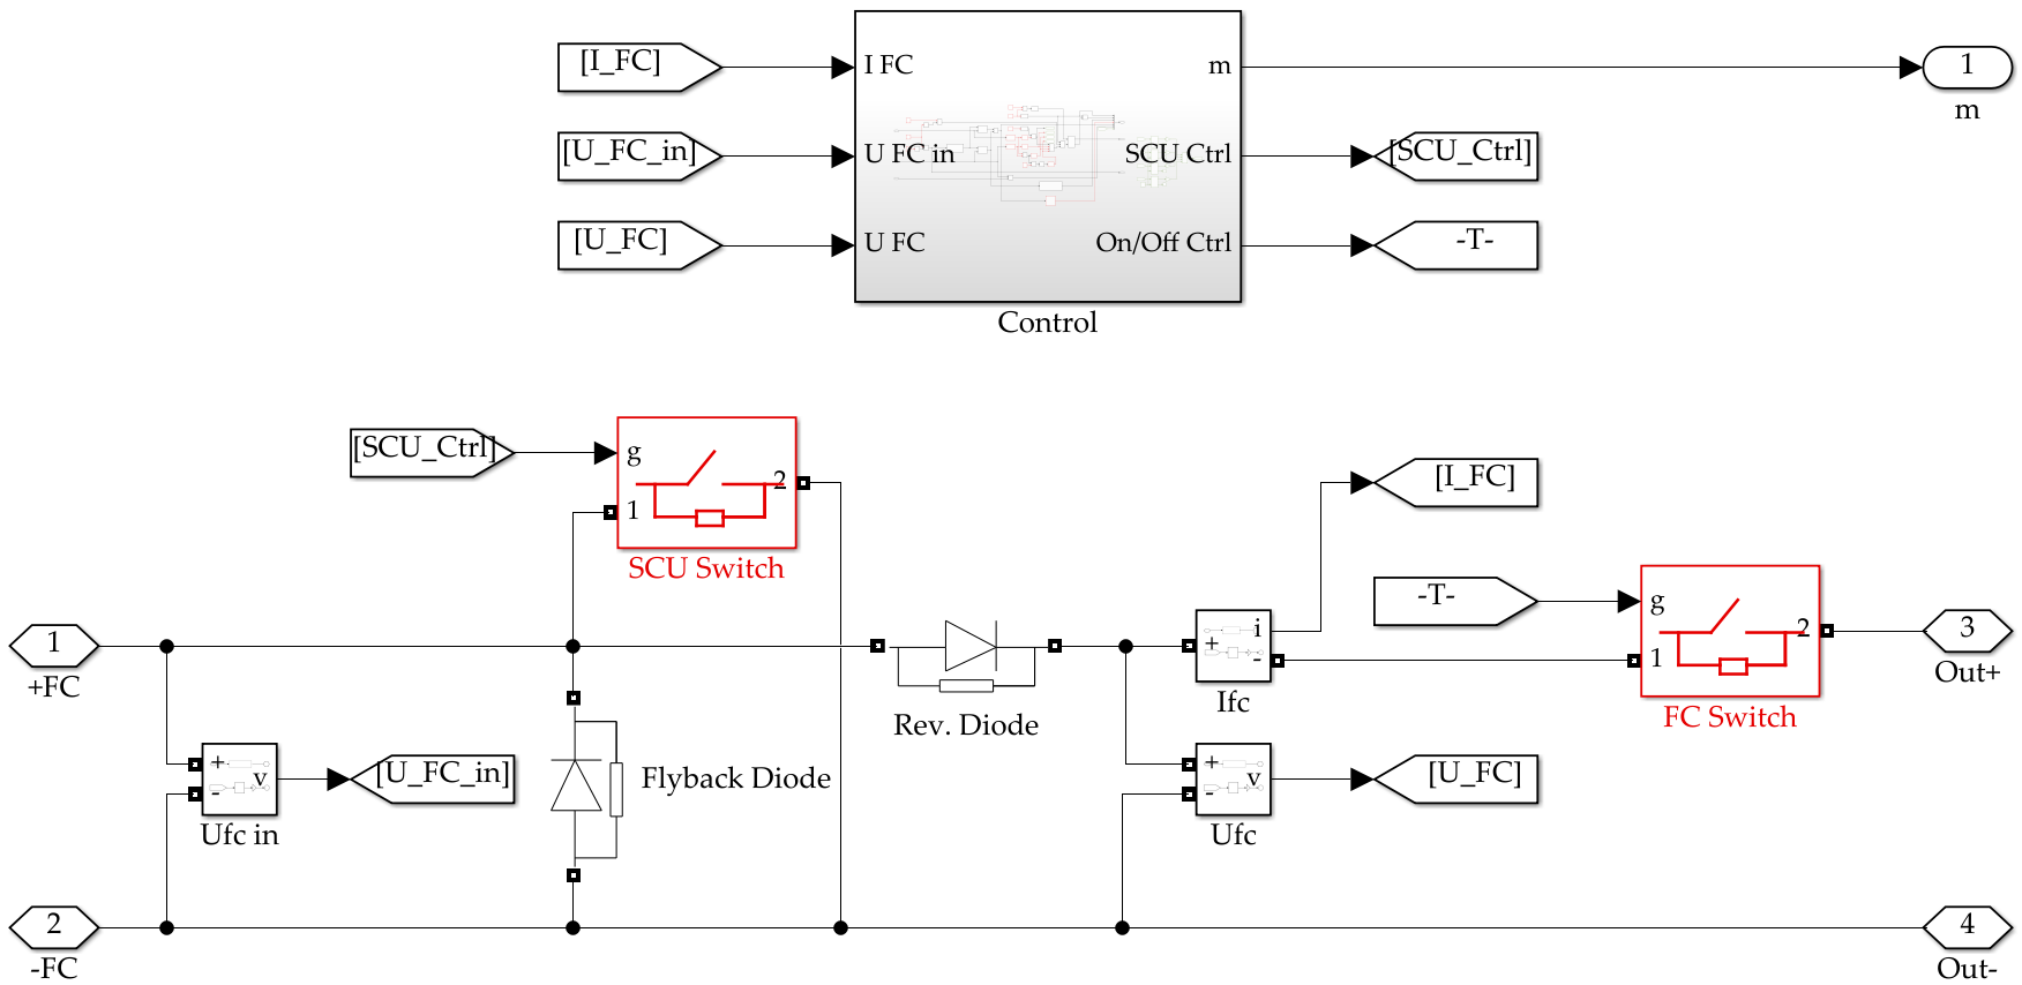 [I_FC]
I FC
m
1
m
[U_FC_in]
U FC in
SCU Ctrl
[SCU_Ctrl]
[U_FC]
U FC
On/Off Ctrl
-T-
Control
[SCU_Ctrl]
g
2
1
SCU Switch
[I_FC]
-T-
g
2
1
FC Switch
1
+FC
Rev. Diode
i
+
-
Ifc
3
Out+
+
v
-
Ufc in
[U_FC_in]
Flyback Diode
+
v
-
Ufc
[U_FC]
2
-FC
4
Out-